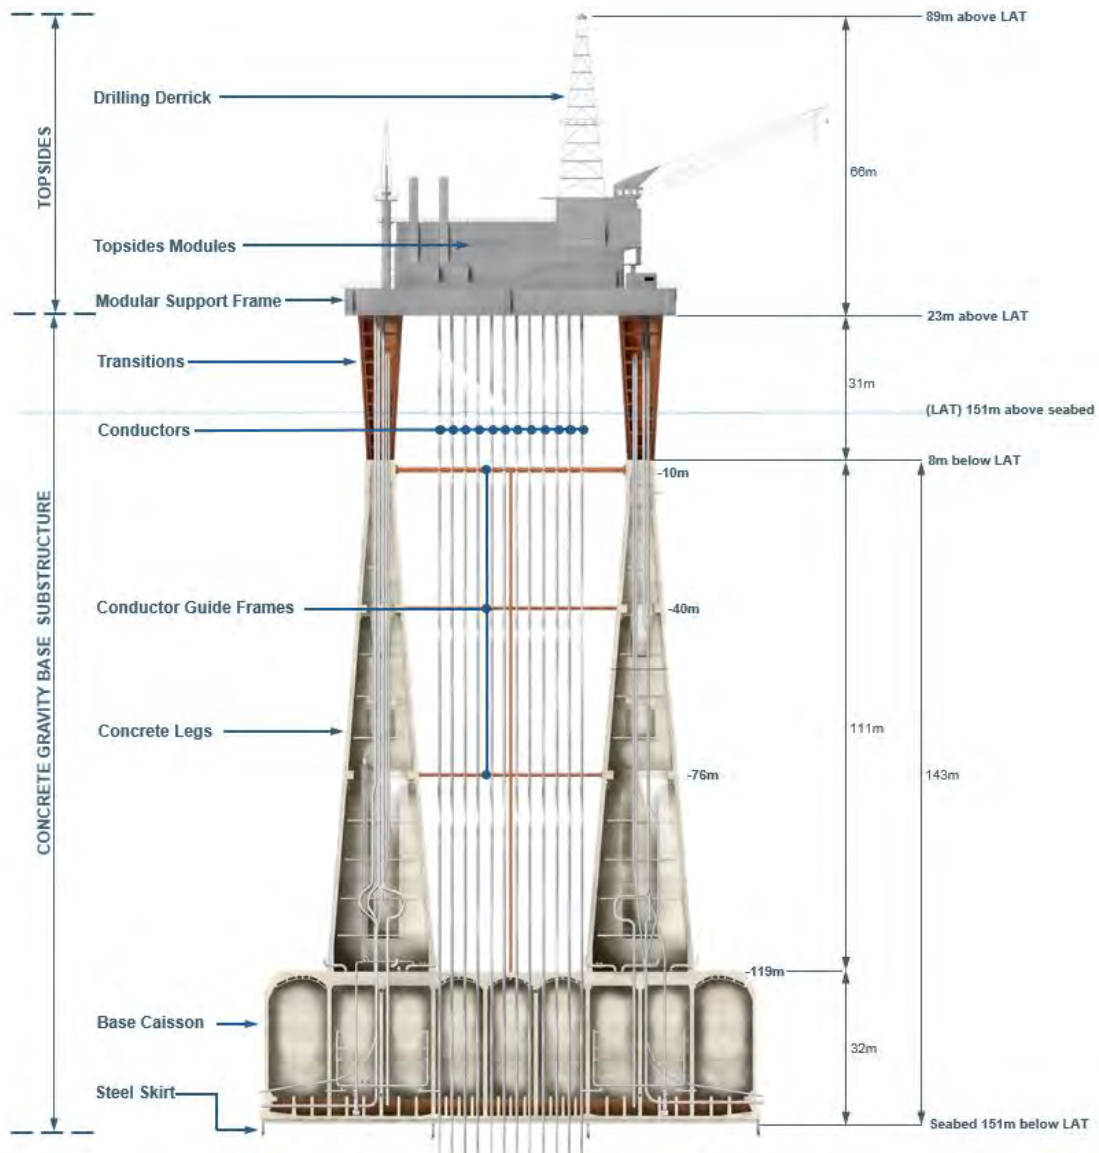 89m above LAT
Drilling Derrick
TOPSIDES
66m
Topsides Modules
Modular Support Frame
23m above LAT
Transitions
31m
(LAT) 151m above seabed
Conductors
8m below LAT
-10m
CONCRETE GRAVITY BASE SUBSTRUCTURE
Conductor Guide Frames
-40m
Concrete Legs
111m
-76m
143m
-119m
Base Caisson
32m
Steel Skirt
Seabed 151m below LAT